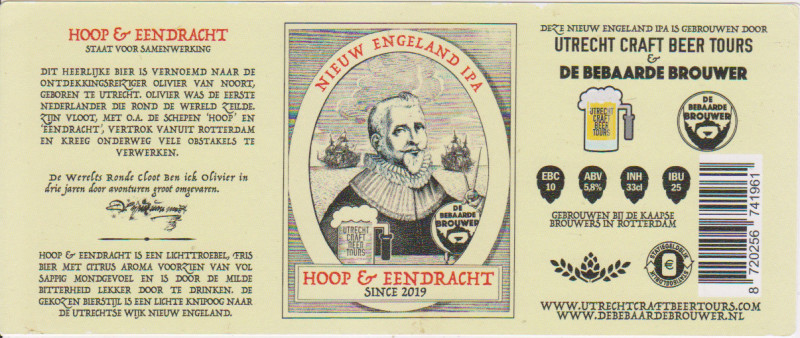 HOOP & EENDRACHT
STAAT VOOR SAMENWERKING
DIT HEERLIJKE BIER IS VERNOEMD NAAR DE
ONTDEKKINGSREIZIGER OLIVIER VAN NOORT,
GEBOREN TE UTRECHT. OLIVIER WAS DE EERSTE
NEDERLANDER DIE ROND DE WERELD ZEILDE.
ZIJN VLOOT, MET O.A. DE SCHEPEN 'HOOP' EN
'EENDRACHT', VERTROK VANUIT ROTTERDAM
EN KREEG ONDERWEG VELE OBSTAKELS TE
VERWERKEN.
De Werelts Ronde Cloot Ben ick Olivier in
drie jaren door avonturen groot omgevaren.
HOOP & EENDRACHT IS EEN LICHTTROEBEL, FRIS
BIER MET CITRUS AROMA VOORZIEN VAN VOL
SAPPIG MONDGEVOEL EN IS DOOR DE MILDE
BITTERHEID LEKKER DOOR TE DRINKEN. DE
GEKOZEN BIERSTIJL IS EEN LICHTE KNIPOOG NAAR
DE UTRECHTSE WIJK NIEUW ENGELAND.
NIEUW ENGELAND IPA
UTRECHT
CRAFT
BEER
TOURS
DE
BEBAARDE
BROUWER
HOOP & EENDRACHT
SINCE 2019
DEZE NIEUW ENGELAND IPA IS GEBROUWEN DOOR
UTRECHT CRAFT BEER TOURS
&
DE BEBAARDE BROUWER
UTRECHT
CRAFT
BEER
TOURS
DE
BEBAARDE
BROUWER
EBC
10
ABV
5,8%
INH
33cl
IBU
25
GEBROUWEN BIJ DE KAAPSE
BROUWERS IN ROTTERDAM
STATIEGELDFLES
€
WWW.UTRECHTCRAFTBEERTOURS.COM
WWW.DEBEBAARDEBROUWER.NL
8 720256 741961